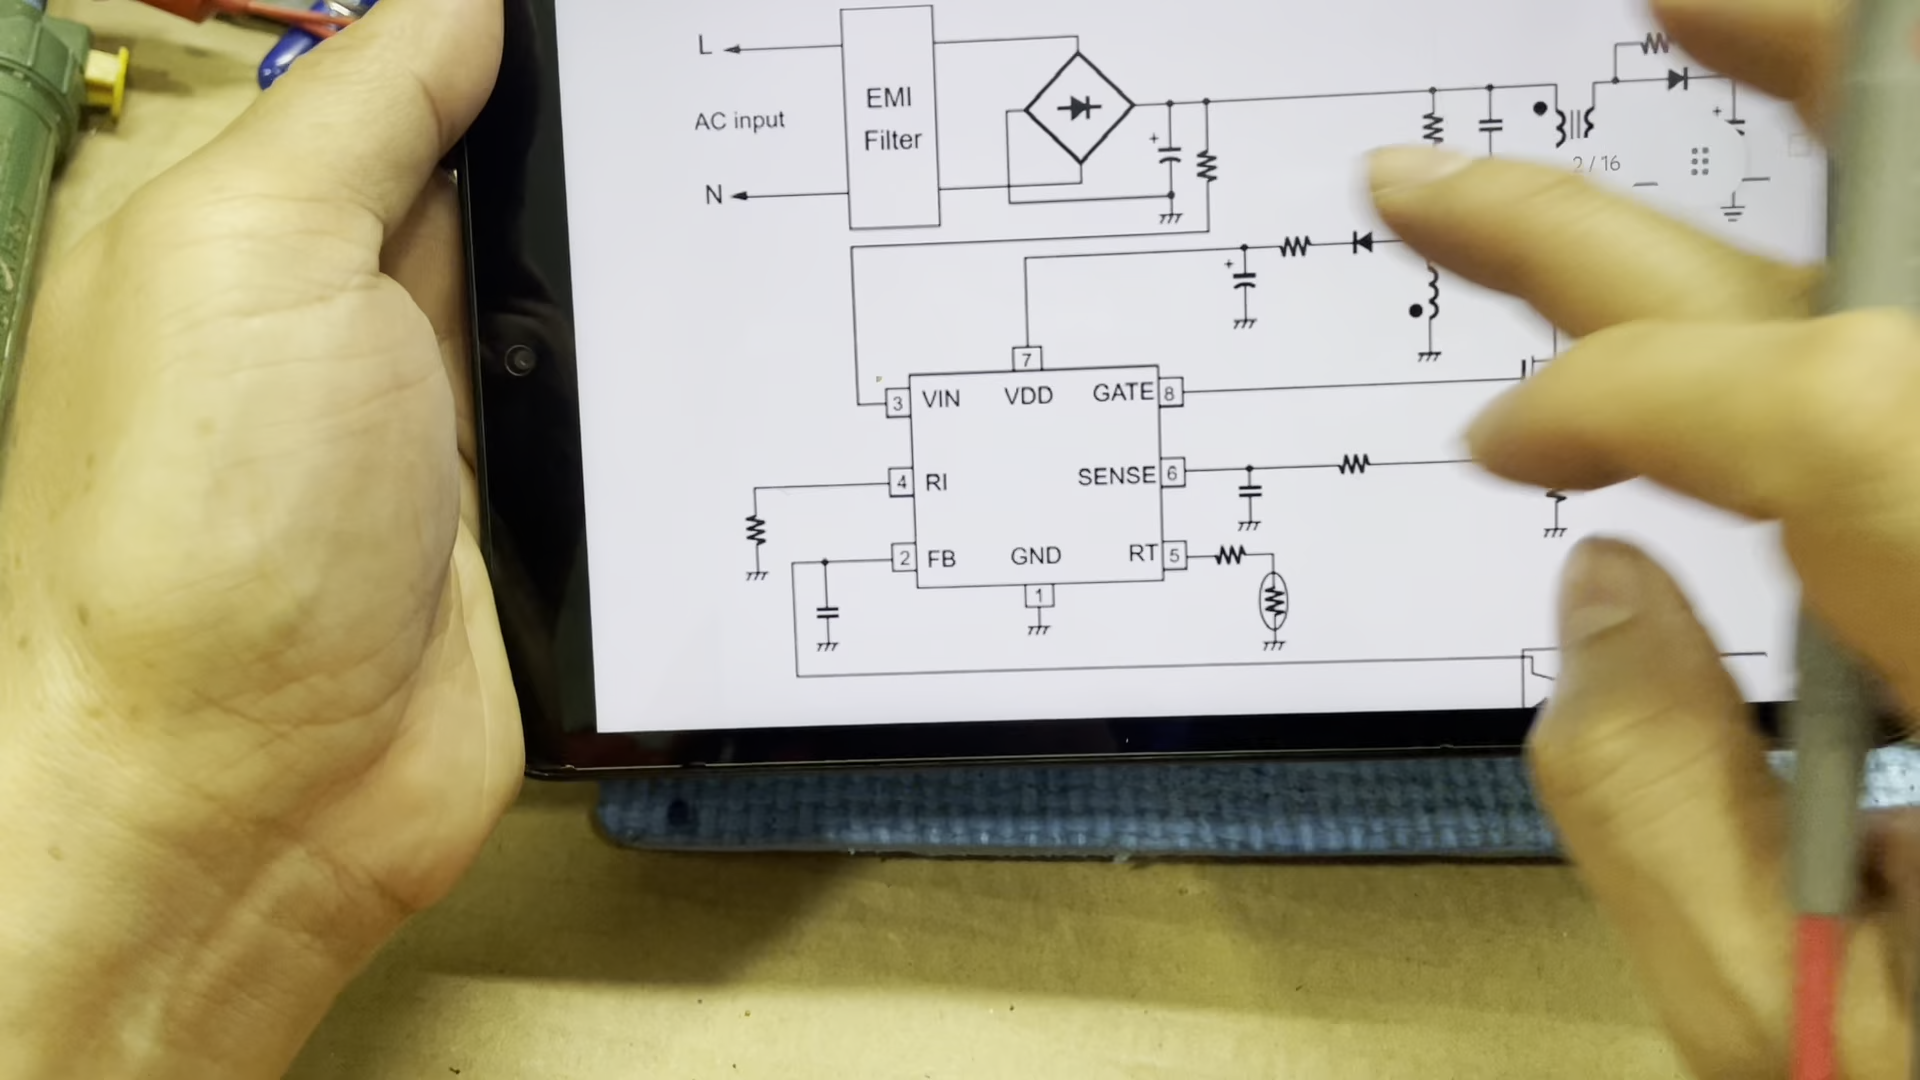 L
EMI
Filter
AC input
N
+
+
2/16
+
7
3 VIN
VDD
GATE 8
4 RI
SENSE 6
2 FB
GND
RT 5
1